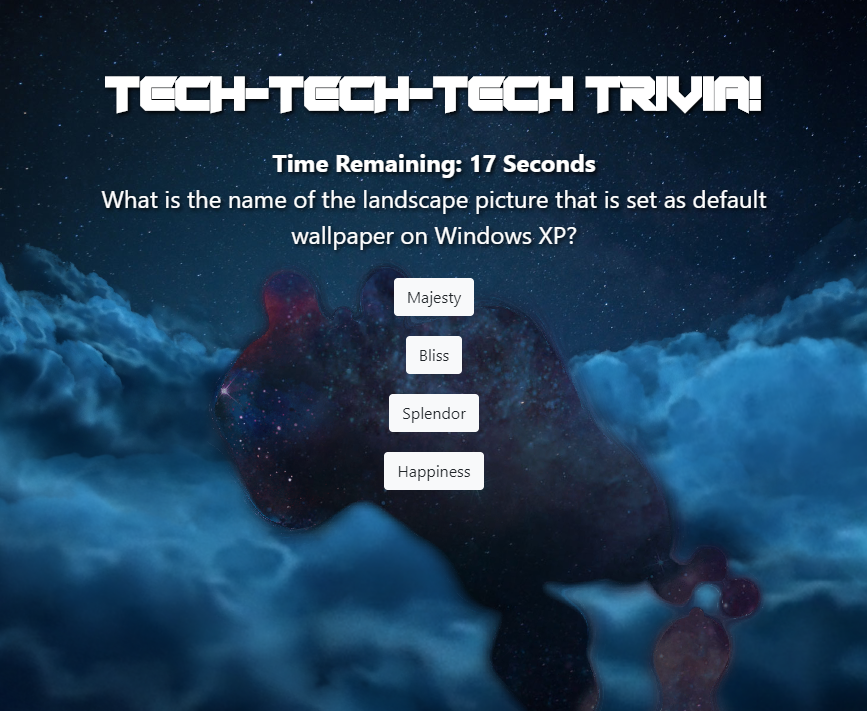 TECH-TECH-TECH TRIVIA!
Time Remaining: 17 Seconds
What is the name of the landscape picture that is set as default
wallpaper on Windows XP?
Majesty
Bliss
Splendor
Happiness